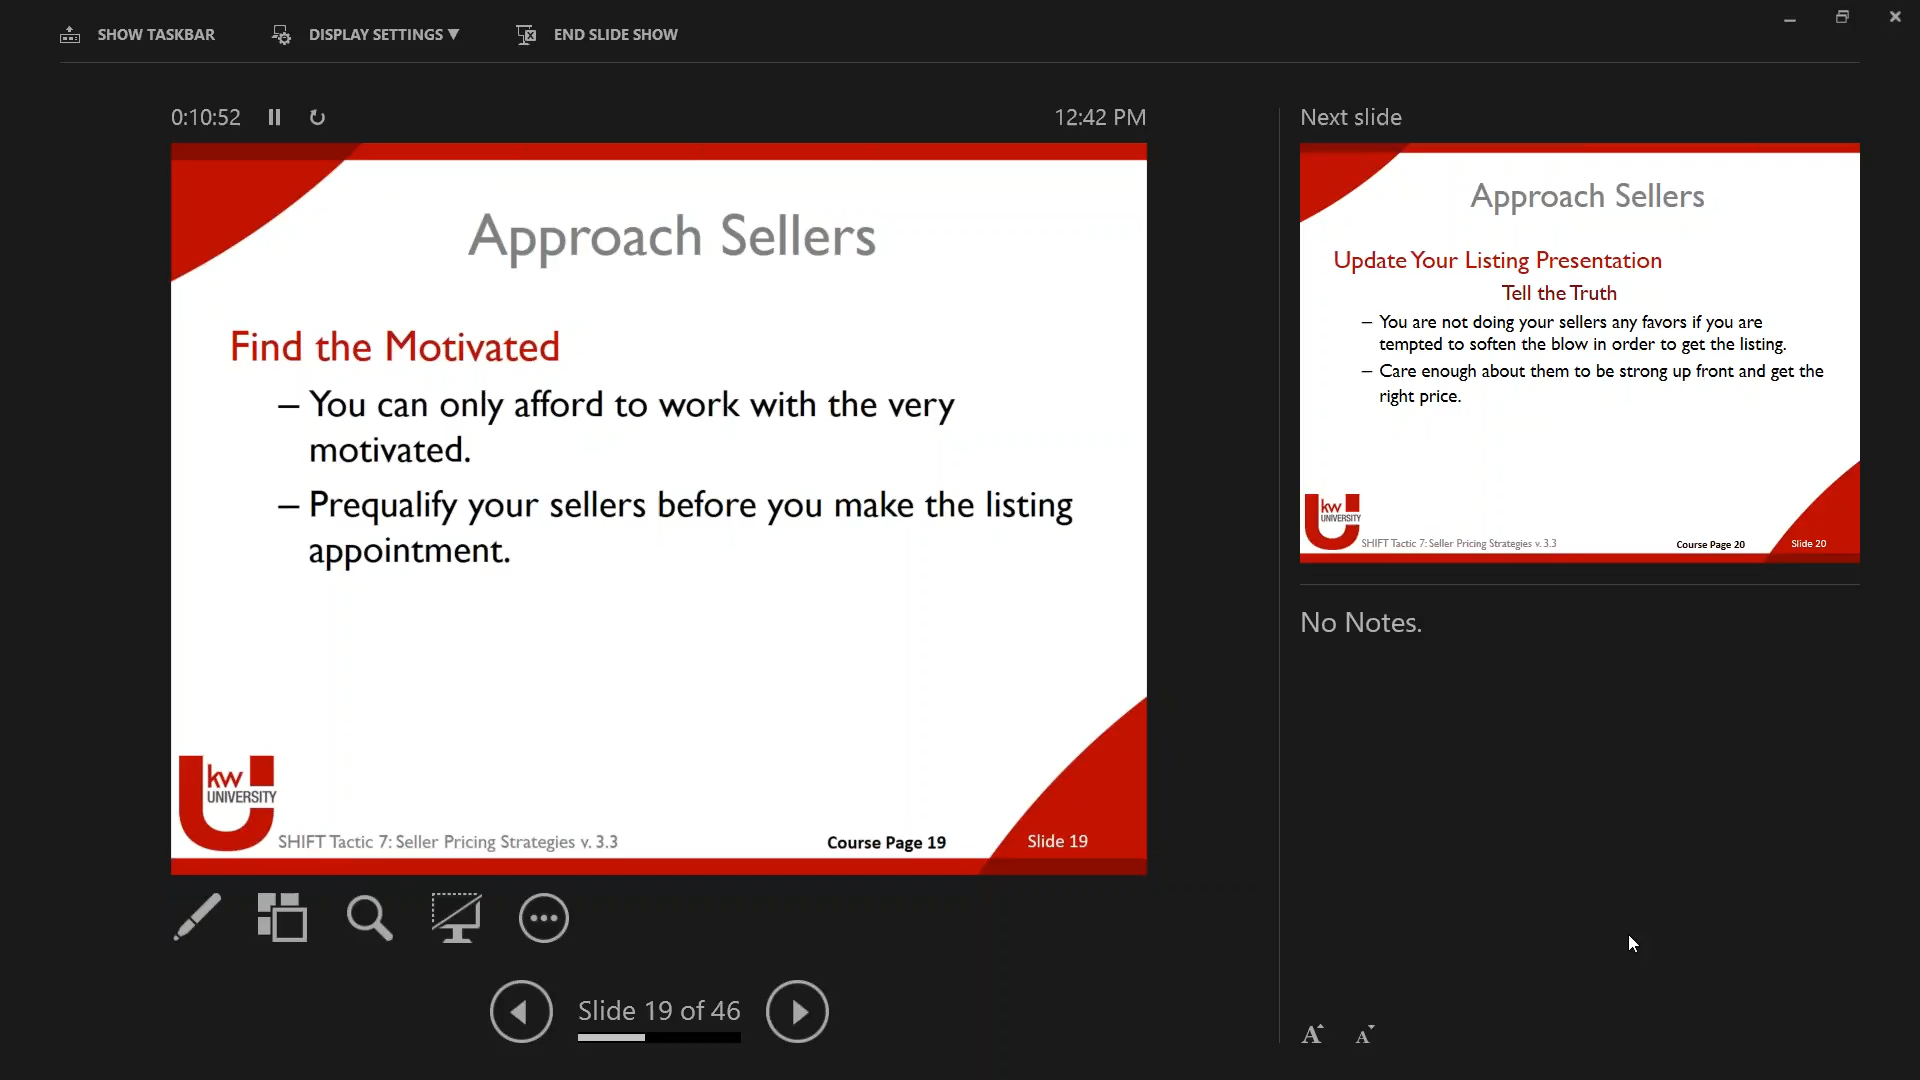 SHOW TASKBAR
DISPLAY SETTINGS ▼
END SLIDE SHOW
0:10:52
12:42 PM
Approach Sellers
Find the Motivated
– You can only afford to work with the very
motivated.
– Prequalify your sellers before you make the listing
appointment.
kw
UNIVERSITY
SHIFT Tactic 7: Seller Pricing Strategies v. 3.3
Course Page 19
Slide 19
Slide 19 of 46
Next slide
Approach Sellers
Update Your Listing Presentation
Tell the Truth
– You are not doing your sellers any favors if you are
tempted to soften the blow in order to get the listing.
– Care enough about them to be strong up front and get the
right price.
kw
UNIVERSITY
SHIFT Tactic 7: Seller Pricing Strategies v. 3.3
Course Page 20
Slide 20
No Notes.
A
A